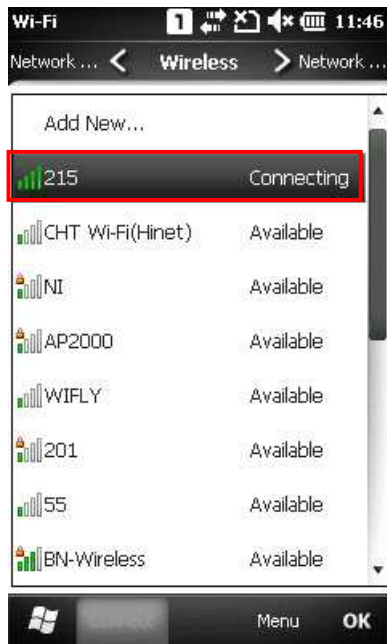 Wi-Fi 1 11:46
Network ... Wireless Network ...
Add New...
215 Connecting
CHT Wi-Fi(Hinet) Available
NI Available
AP2000 Available
WIFLY Available
201 Available
55 Available
BN-Wireless Available
Menu OK